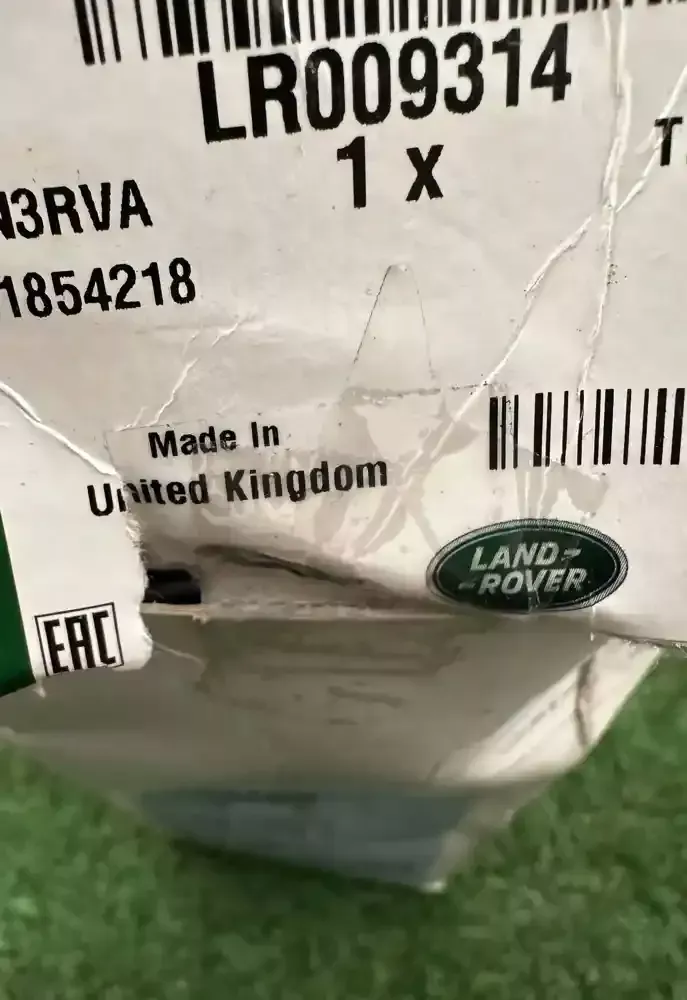 LR009314
1 x
T
N3RVA
1854218
Made In
United Kingdom
LAND-
-ROVER
EAC